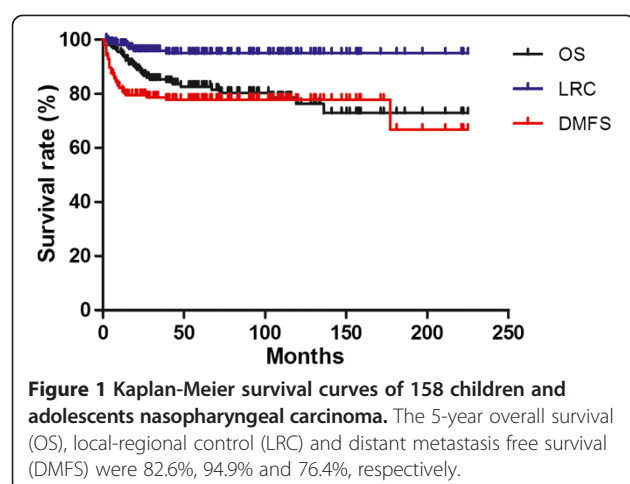 100
80
60
40
20
0
Survival rate (%)
0 50 100 150 200 250
Months
OS
LRC
DMFS
Figure 1 Kaplan-Meier survival curves of 158 children and
adolescents nasopharyngeal carcinoma. The 5-year overall survival
(OS), local-regional control (LRC) and distant metastasis free survival
(DMFS) were 82.6%, 94.9% and 76.4%, respectively.